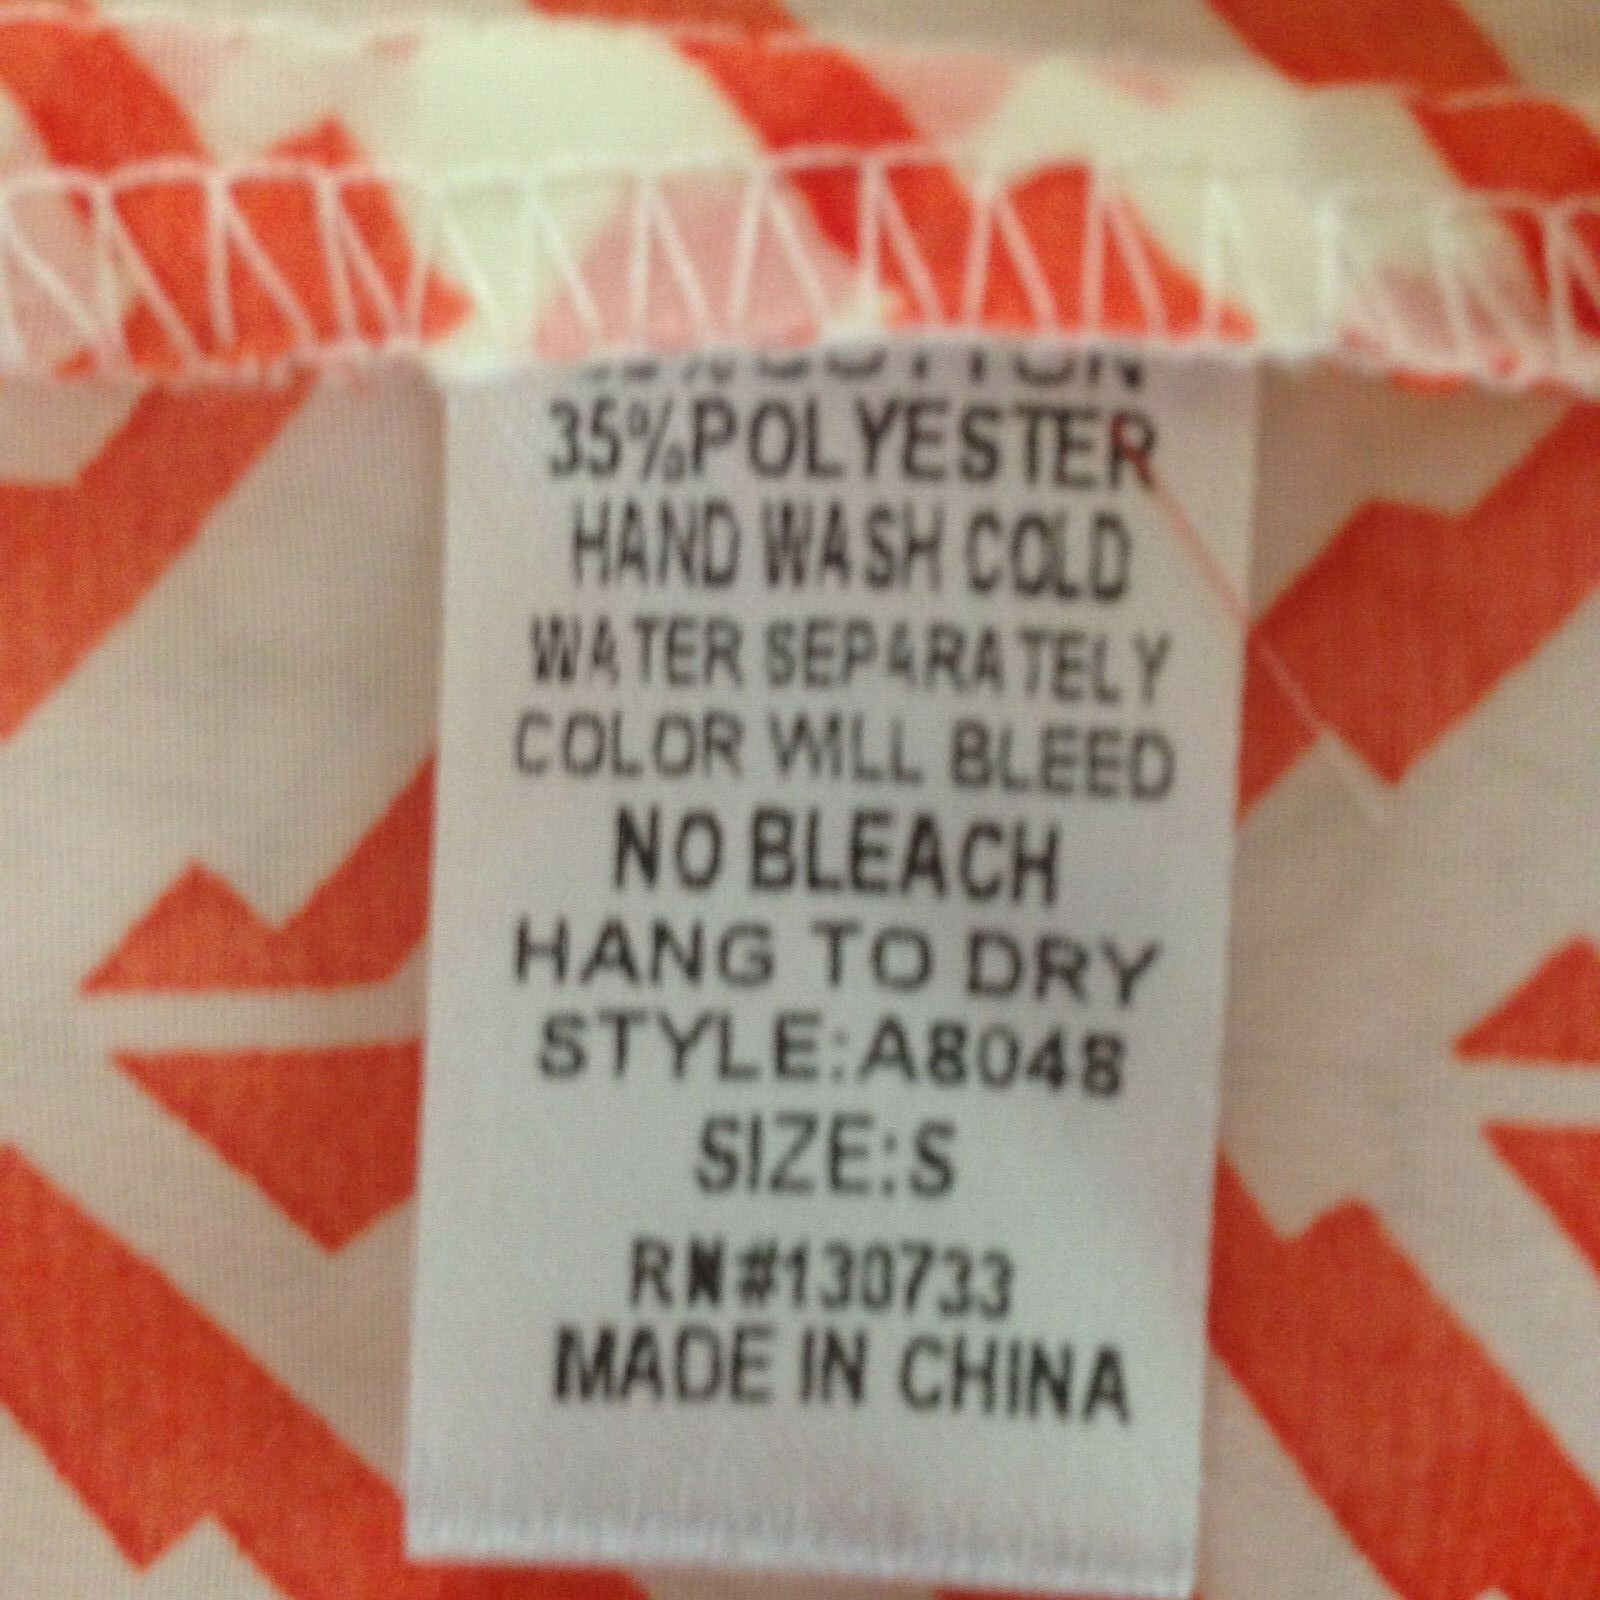 % COTTON
35%POLYESTER
HAND WASH COLD
WATER SEPARATELY
COLOR WILL BLEED
NO BLEACH
HANG TO DRY
STYLE:A8048
SIZE:S
RN#130733
MADE IN CHINA